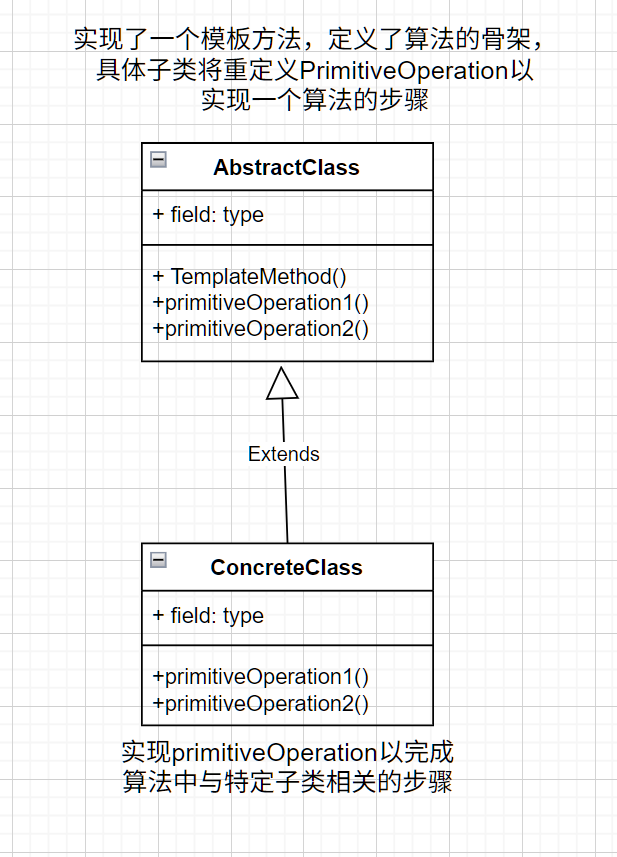 实现了一个模板方法，定义了算法的骨架，
具体子类将重定义PrimitiveOperation以
实现一个算法的步骤
AbstractClass
+ field: type
+ TemplateMethod()
+primitiveOperation1()
+primitiveOperation2()
Extends
ConcreteClass
+ field: type
+primitiveOperation1()
+primitiveOperation2()
实现primitiveOperation以完成
算法中与特定子类相关的步骤